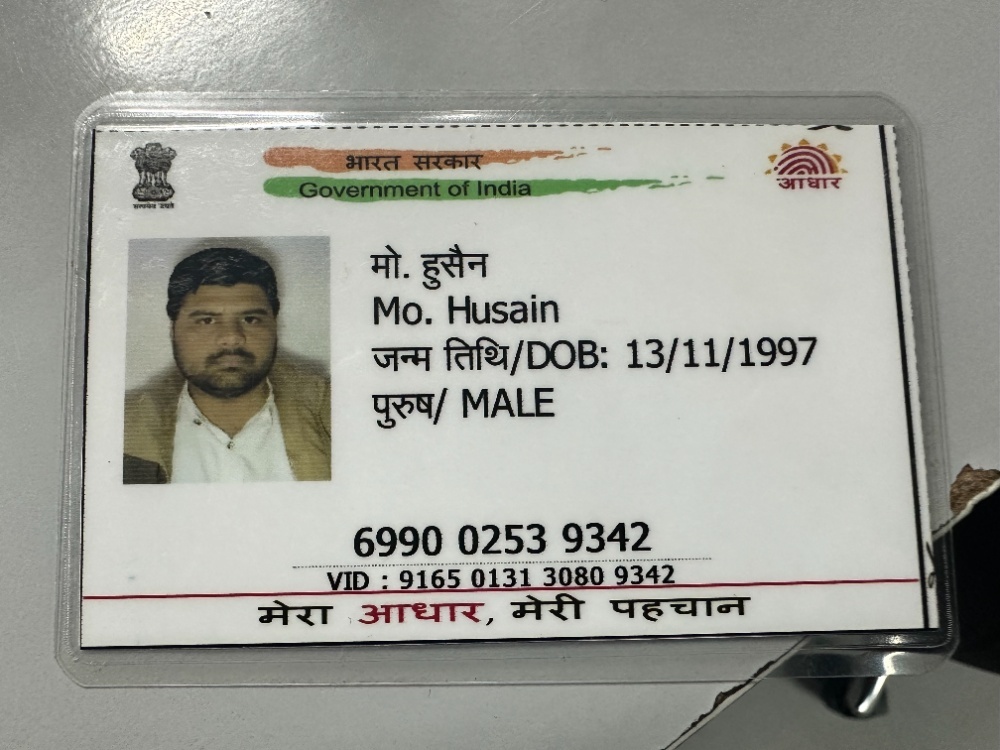 भारत सरकार
Government of India
सत्यमेव जयते
आधार
मो. हुसैन
Mo. Husain
जन्म तिथि/DOB: 13/11/1997
पुरुष/ MALE
6990 0253 9342
VID : 9165 0131 3080 9342
मेरा आधार, मेरी पहचान